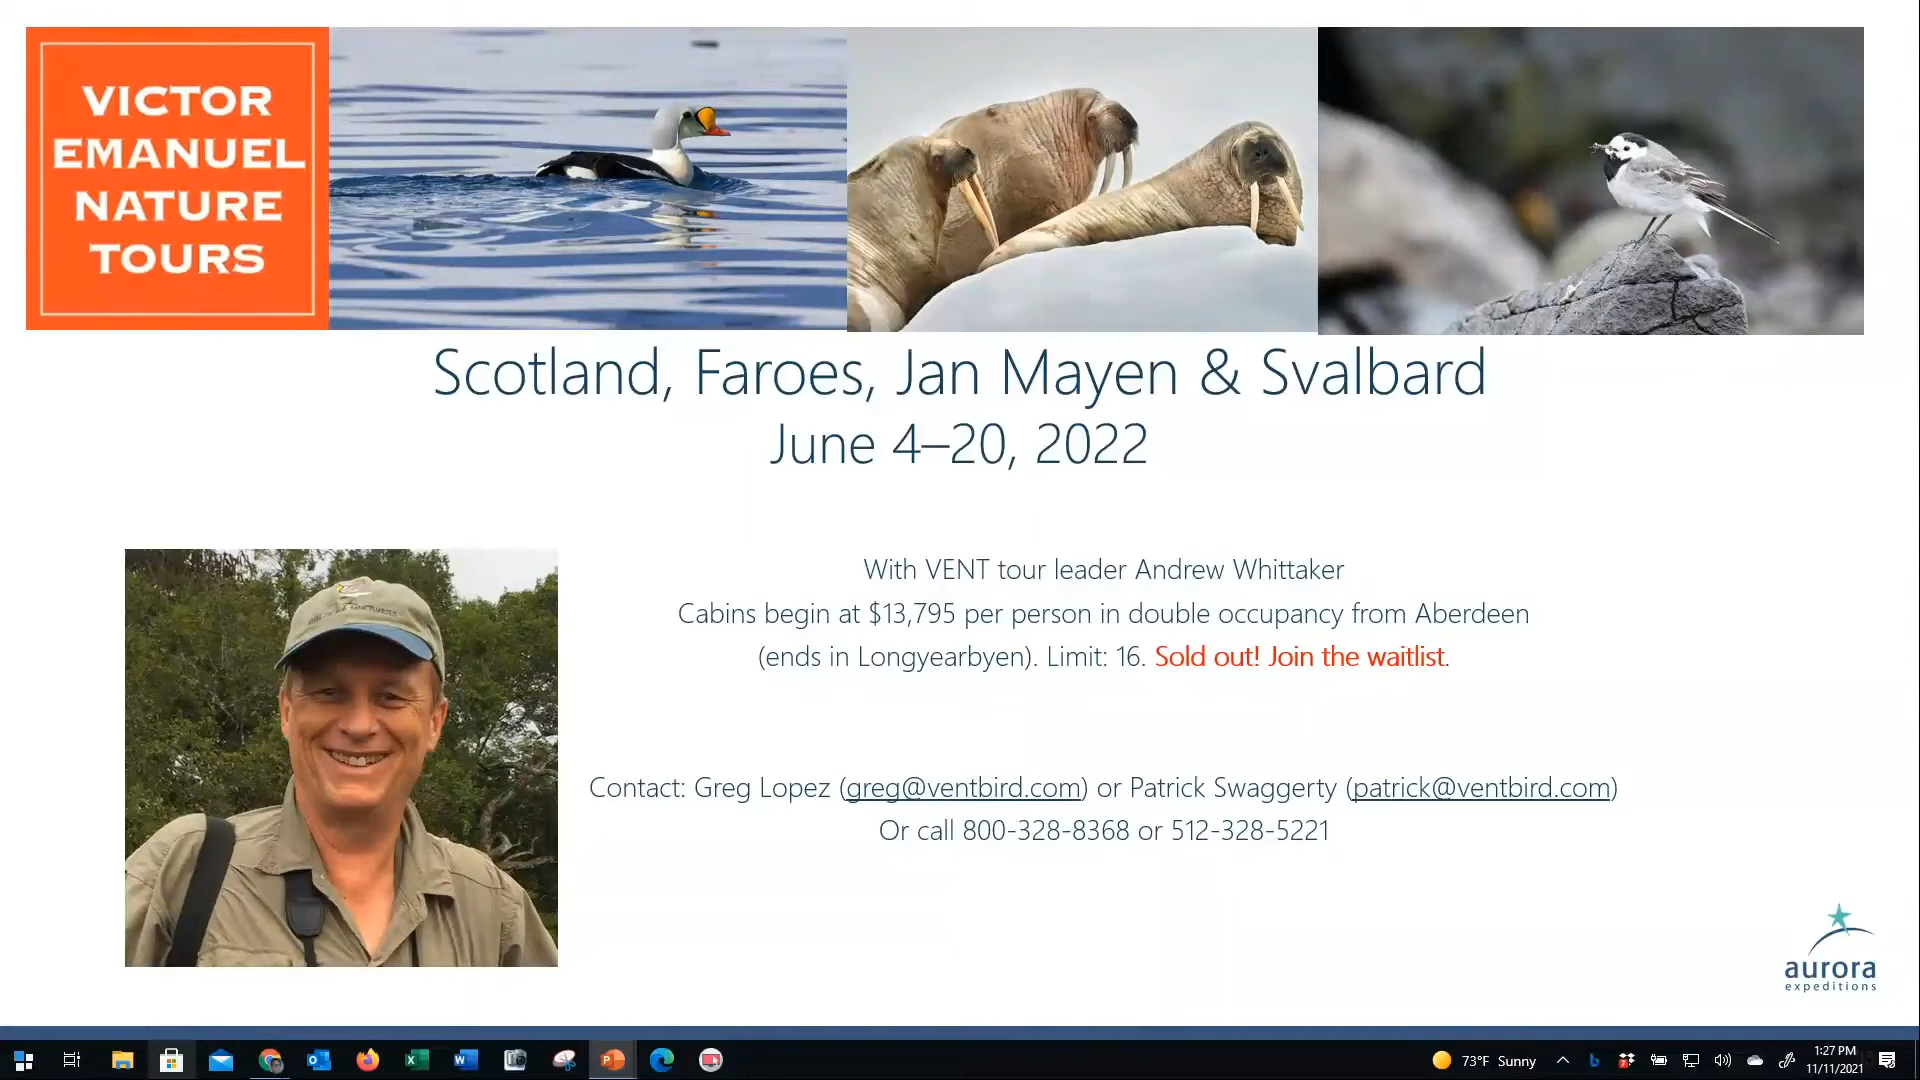 VICTOR
EMANUEL
NATURE
TOURS
Scotland, Faroes, Jan Mayen & Svalbard
June 4–20, 2022
With VENT tour leader Andrew Whittaker
Cabins begin at $13,795 per person in double occupancy from Aberdeen
(ends in Longyearbyen). Limit: 16. Sold out! Join the waitlist.
Contact: Greg Lopez (greg@ventbird.com) or Patrick Swaggerty (patrick@ventbird.com)
Or call 800-328-8368 or 512-328-5221
aurora
expeditions
73°F Sunny
1:27 PM
11/11/2021